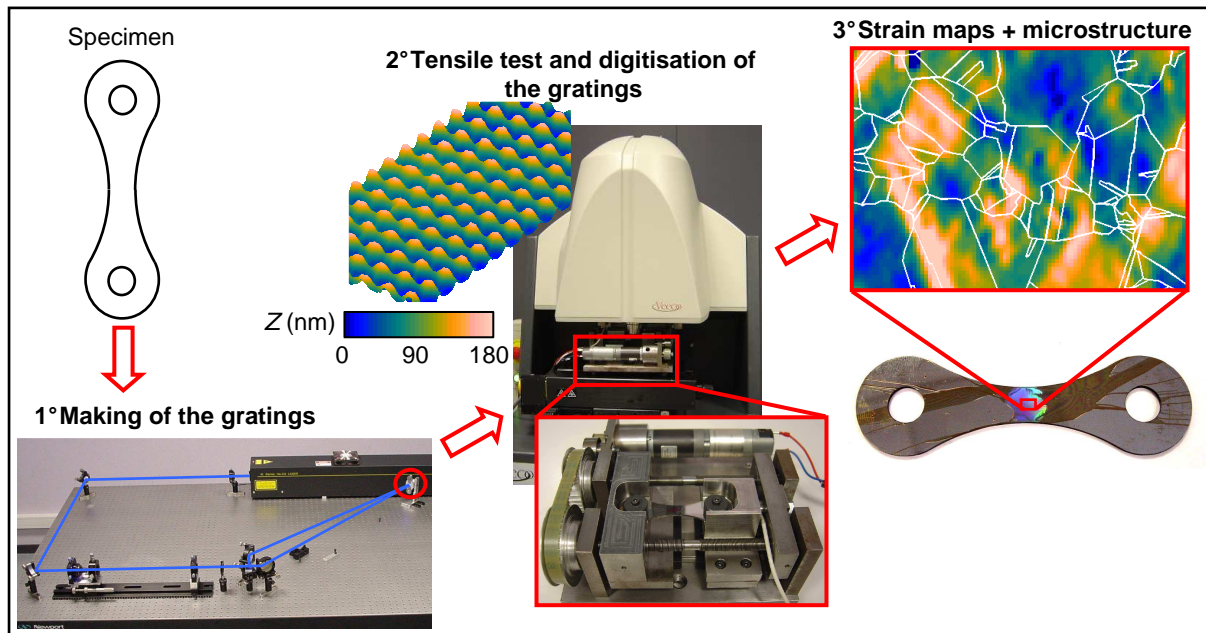 Specimen
1°Making of the gratings
Newport
2°Tensile test and digitisation of
the gratings
Z (nm)
0 90 180
Veeco
3°Strain maps + microstructure